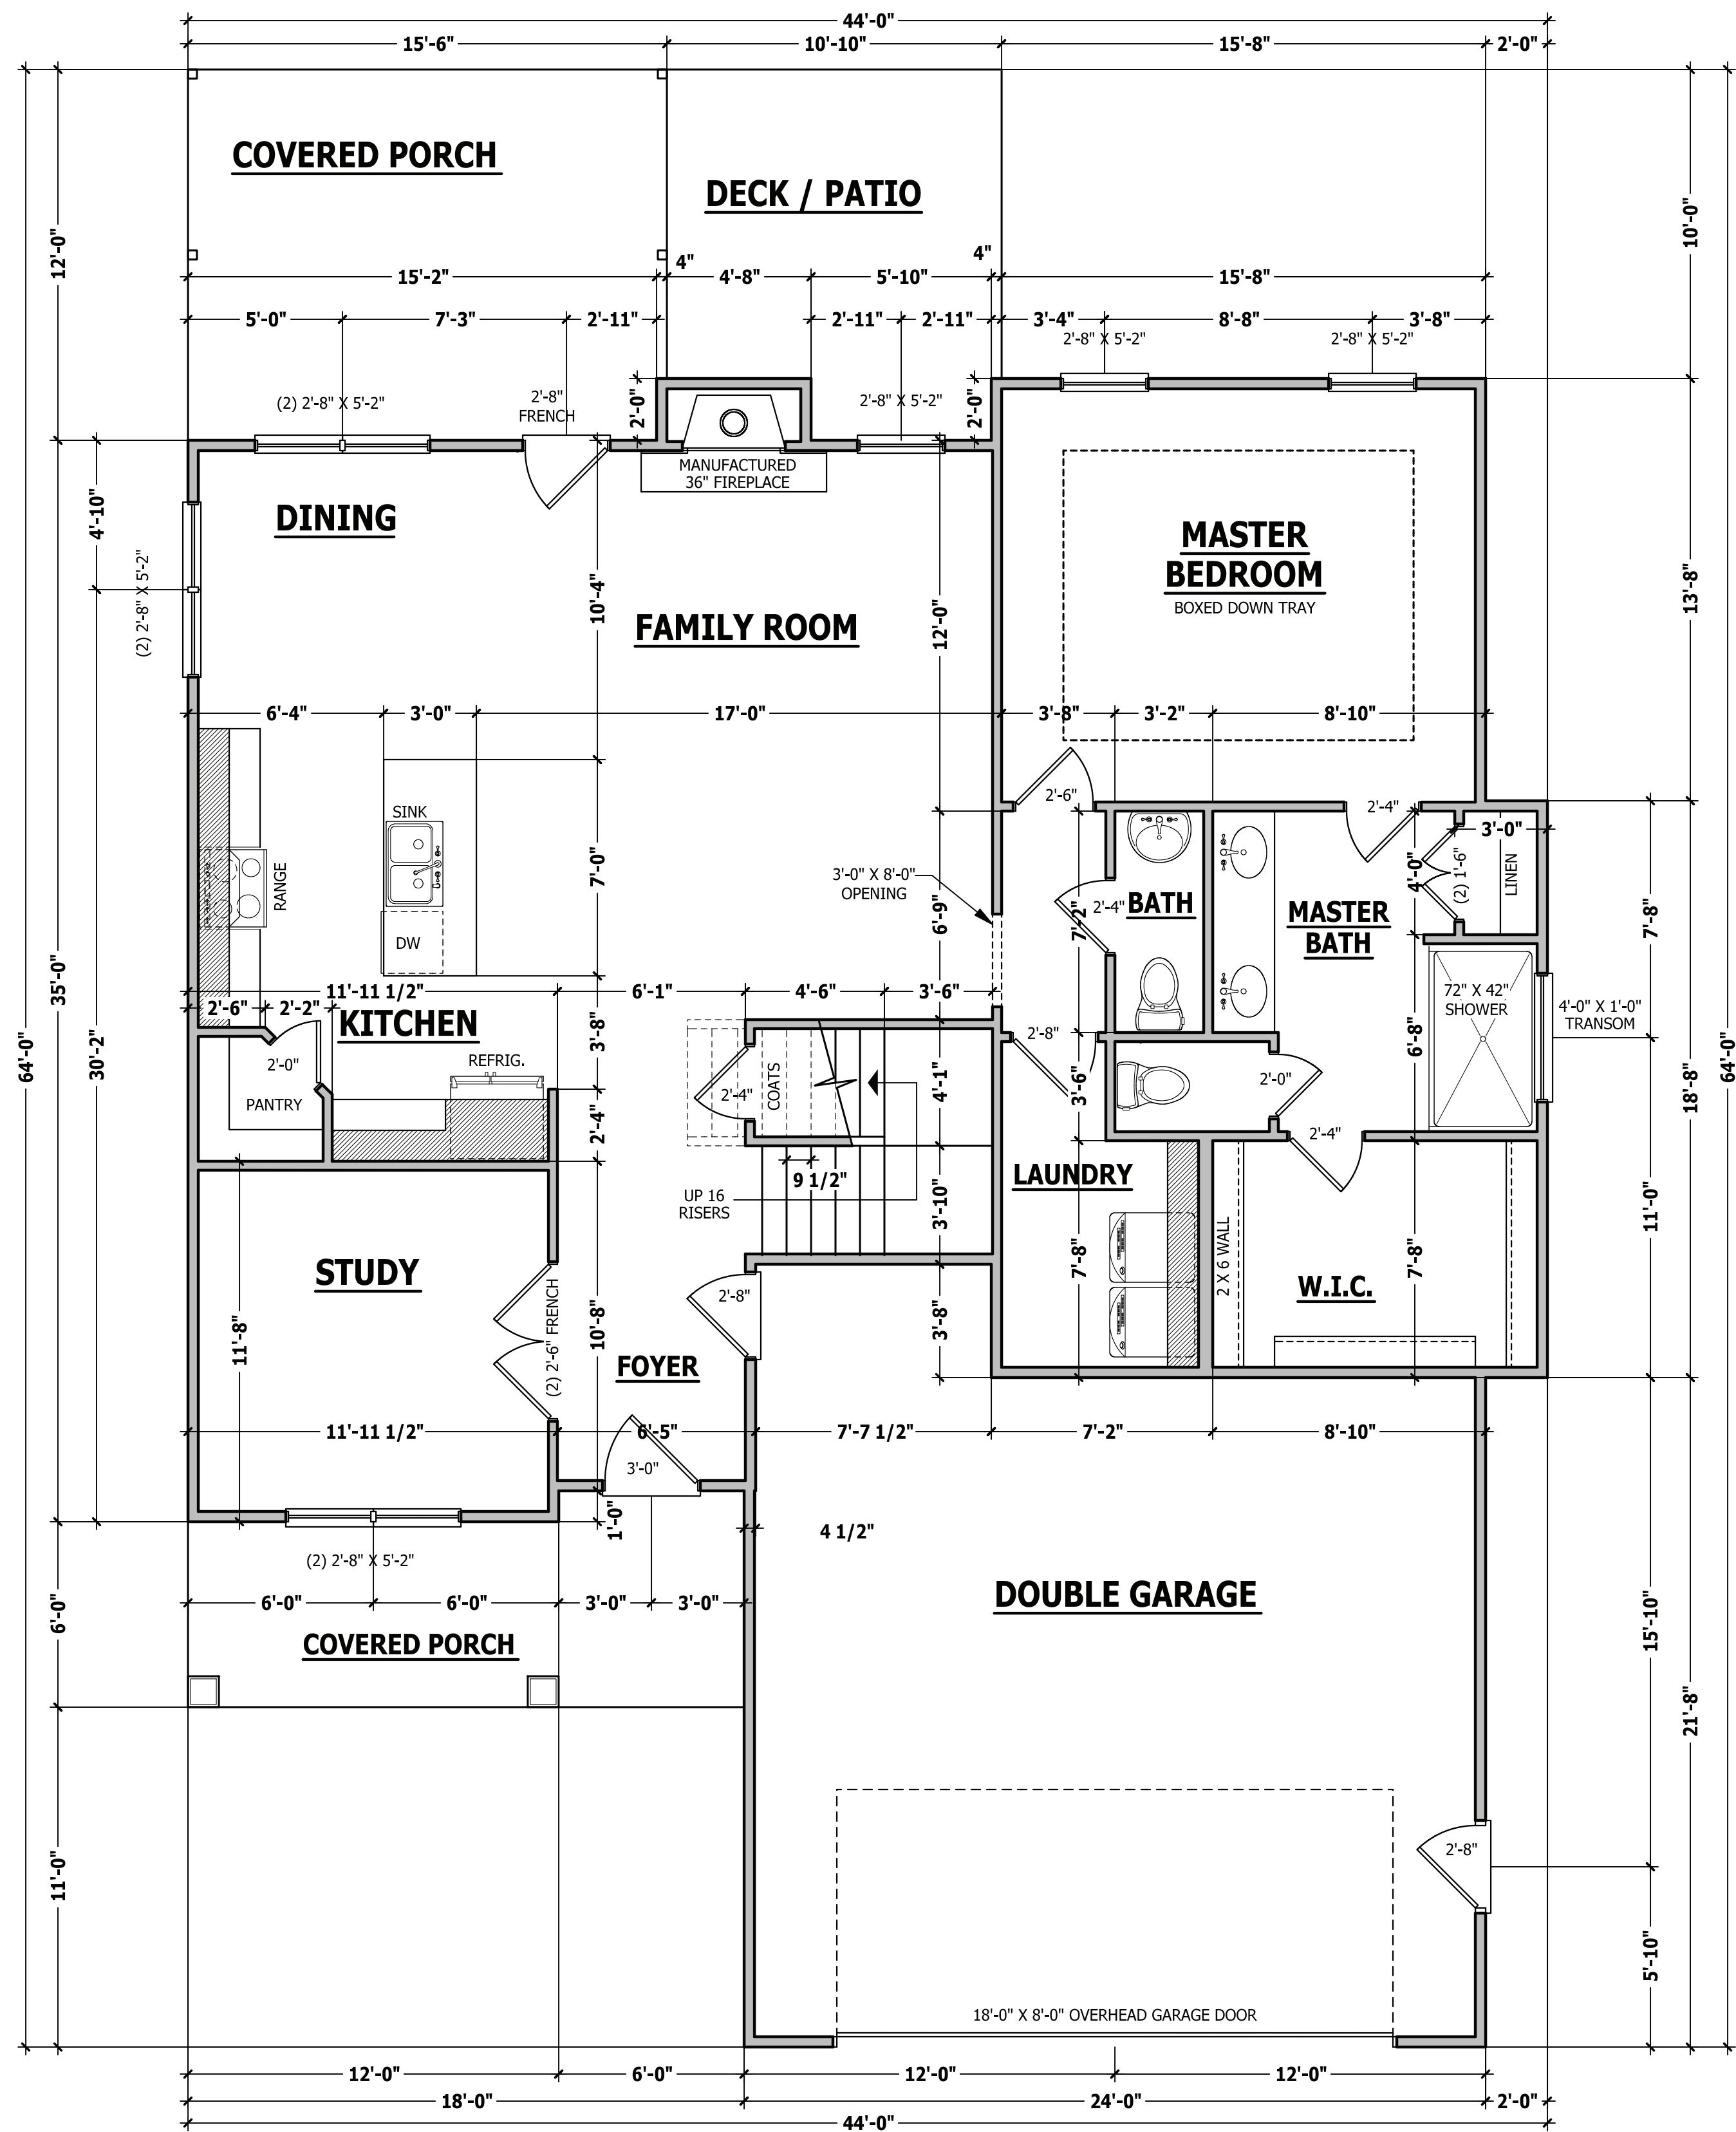 44'-0"
15'-6" 10'-10" 15'-8" 2'-0"
COVERED PORCH
DECK / PATIO
12'-0"
10'-0"
4" 4"
15'-2" 4'-8" 5'-10" 15'-8"
5'-0" 7'-3" 2'-11" 2'-11" 2'-11" 3'-4" 8'-8" 3'-8"
2'-8" X 5'-2" 2'-8" X 5'-2"
(2) 2'-8" X 5'-2"
2'-8"
FRENCH
2'-0"
2'-8" X 5'-2"
2'-0"
MANUFACTURED
36" FIREPLACE
4'-10"
DINING
(2) 2'-8" X 5'-2"
10'-4"
FAMILY ROOM
12'-0"
MASTER
BEDROOM
BOXED DOWN TRAY
13'-8"
6'-4" 3'-0" 17'-0" 3'-8" 3'-2" 8'-10"
2'-6"
2'-4"
3'-0"
SINK
RANGE
DW
7'-0"
3'-0" X 8'-0"
OPENING
6'-9"
2'-4"
7'-2"
BATH
MASTER
BATH
4'-0"
(2) 1'-6"
LINEN
7'-8"
35'-0"
64'-0"
30'-2"
11'-11 1/2" 6'-1" 4'-6" 3'-6"
2'-6" 2'-2"
KITCHEN
3'-8"
72" X 42"
SHOWER
4'-0" X 1'-0"
TRANSOM
6'-8"
18'-8"
64'-0"
2'-0"
PANTRY
REFRIG.
2'-4"
2'-4"
COATS
4'-1"
2'-8"
3'-6"
2'-0"
2'-4"
9 1/2"
UP 16
RISERS
3'-10"
LAUNDRY
7'-8"
2 X 6 WALL
7'-8"
W.I.C.
11'-0"
STUDY
11'-8"
(2) 2'-6" FRENCH
10'-8"
2'-8"
3'-8"
FOYER
11'-11 1/2" 6'-5" 7'-7 1/2" 7'-2" 8'-10"
3'-0"
1'-0"
4 1/2"
(2) 2'-8" X 5'-2"
6'-0"
6'-0" 6'-0" 3'-0" 3'-0"
DOUBLE GARAGE
15'-10"
COVERED PORCH
21'-8"
11'-0"
2'-8"
5'-10"
18'-0" X 8'-0" OVERHEAD GARAGE DOOR
12'-0" 6'-0" 12'-0" 12'-0"
18'-0" 24'-0" 2'-0"
44'-0"